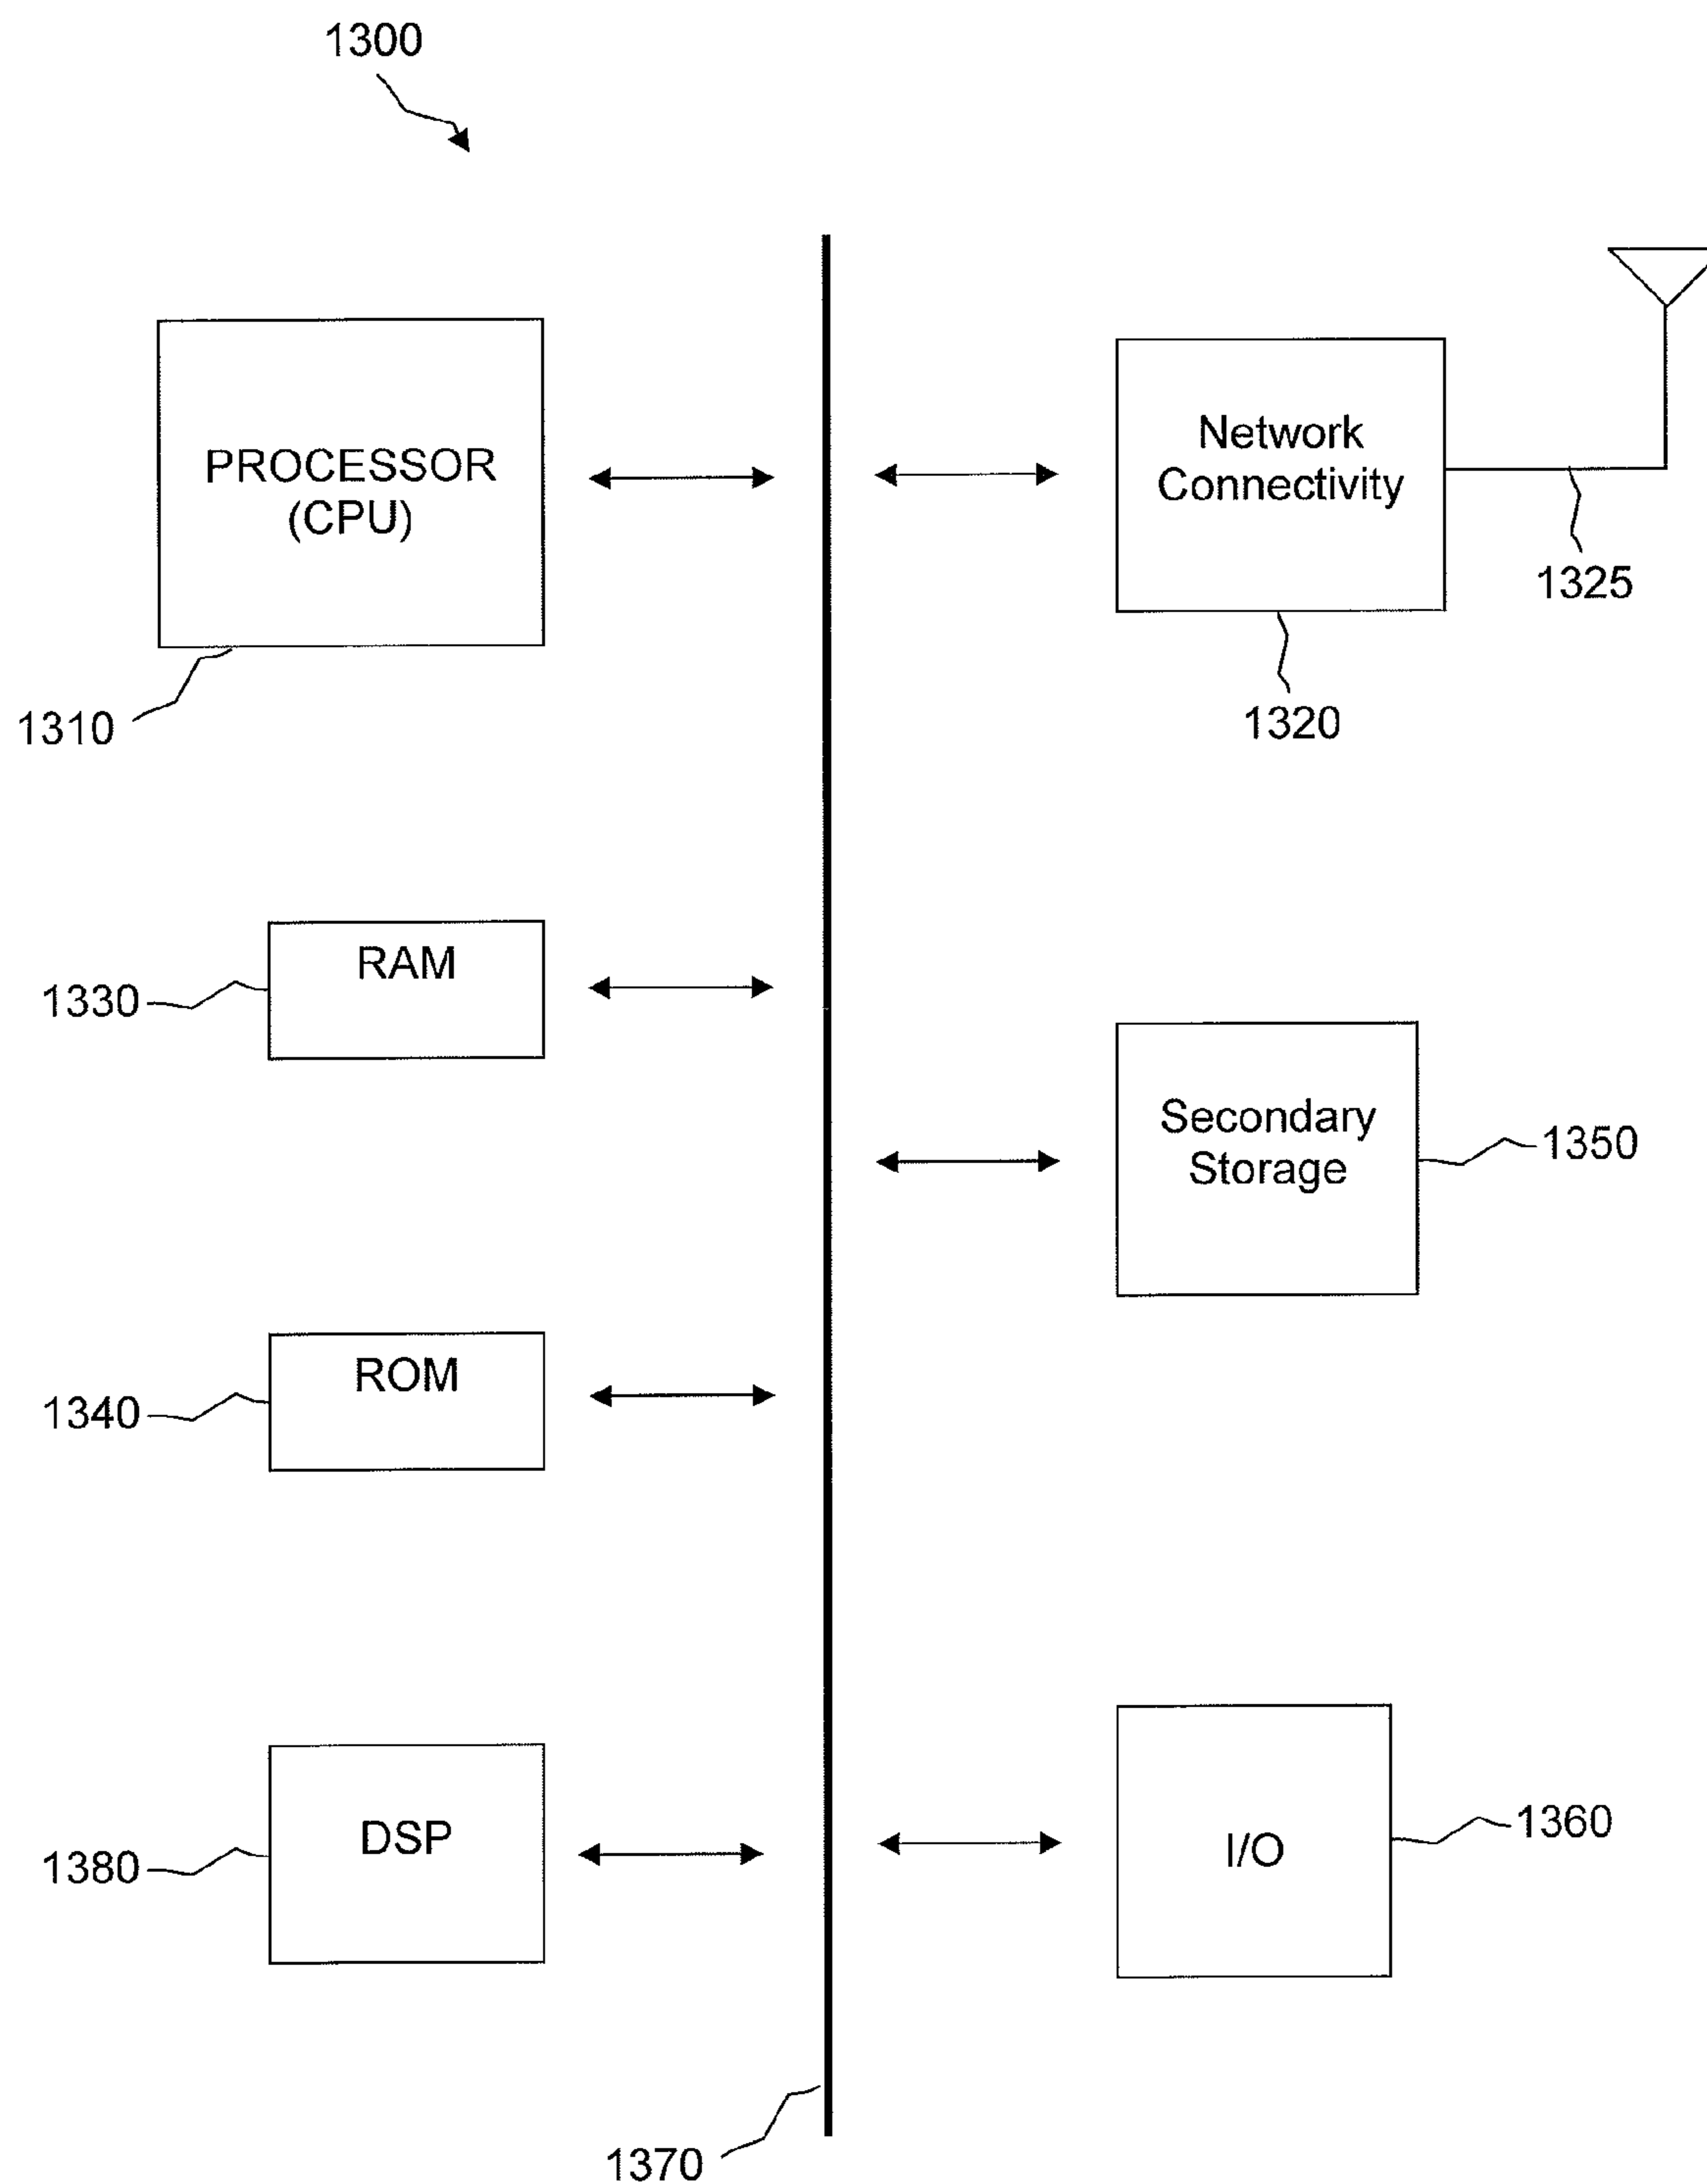 1300
PROCESSOR
(CPU)
1310
Network
Connectivity
1325
1320
RAM
1330
Secondary
Storage
1350
ROM
1340
DSP
1380
I/O
1360
1370